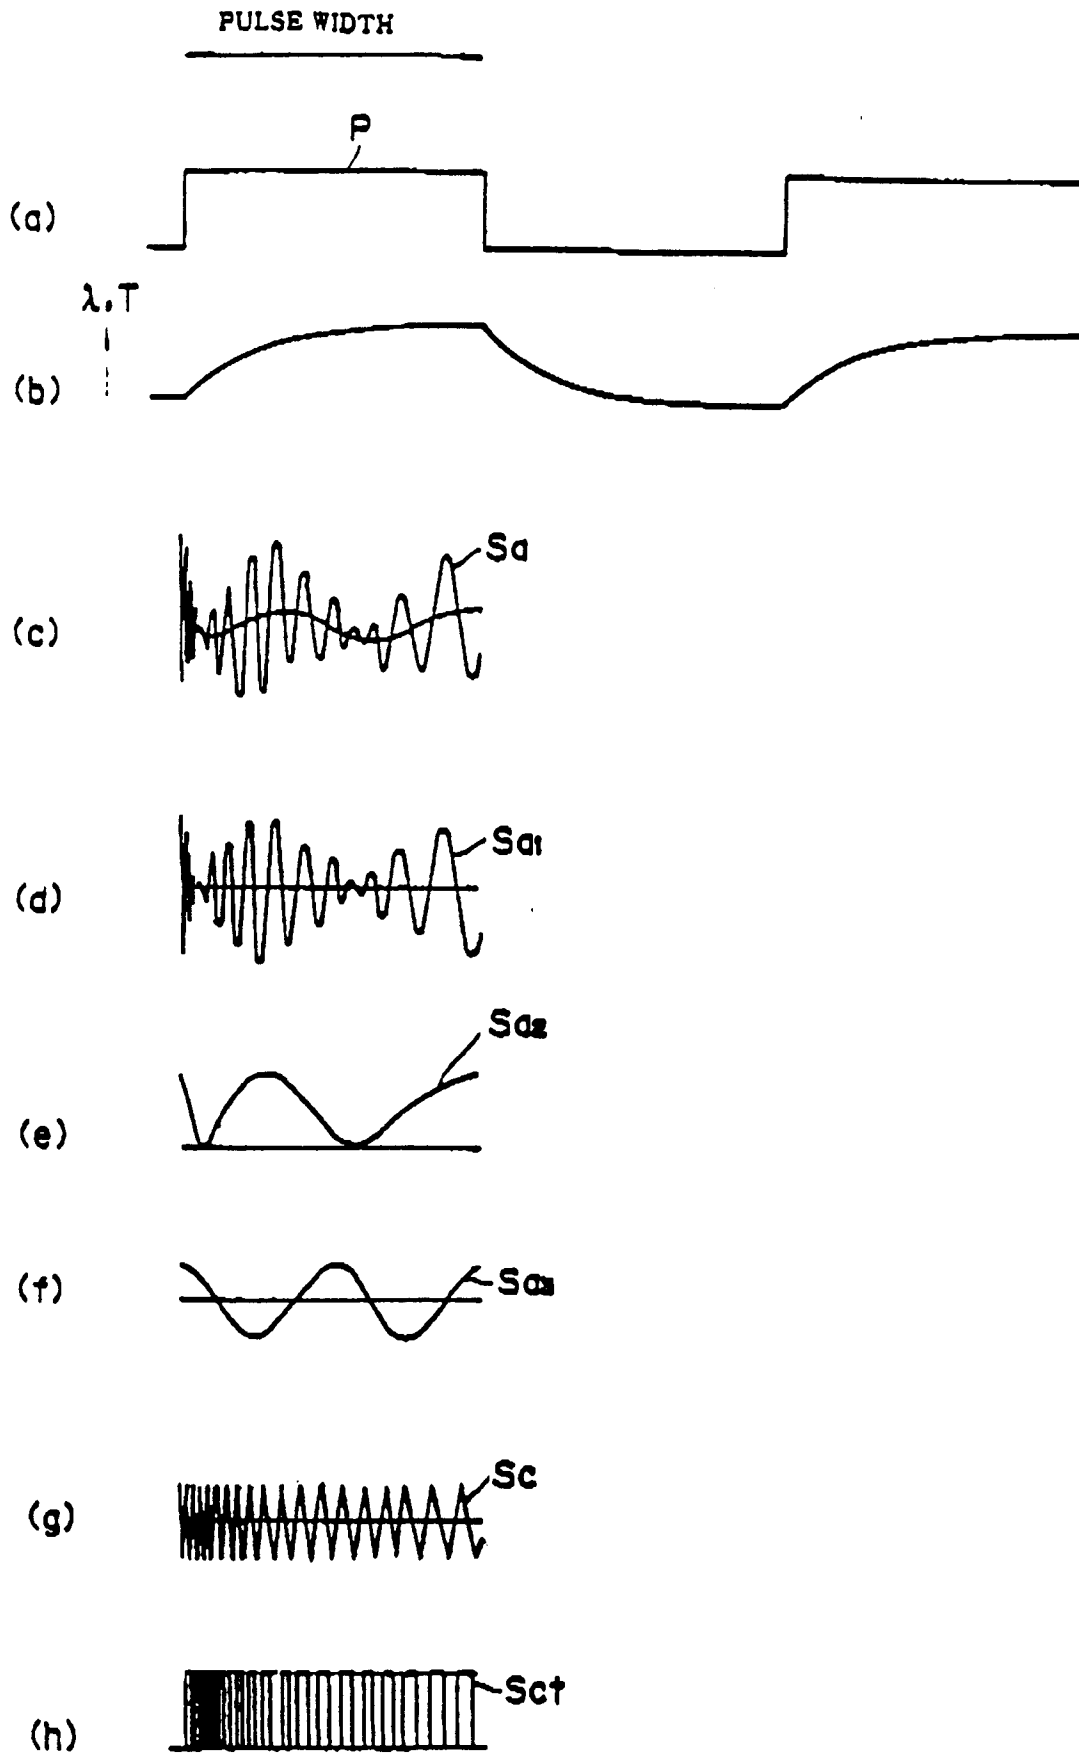 PULSE WIDTH
P
(a)
λ, T
(b)
Sa
(c)
Sa1
(d)
Sa2
(e)
Sa3
(f)
Sc
(g)
Sct
(h)